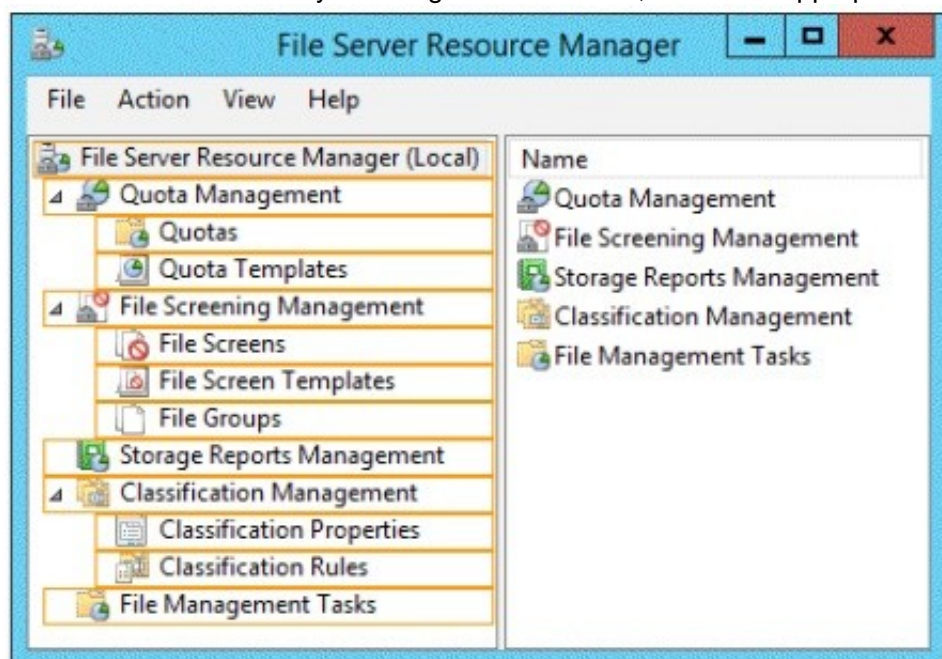 File Server Resource Manager
File Action View Help
File Server Resource Manager (Local)
Quota Management
Quotas
Quota Templates
File Screening Management
File Screens
File Screen Templates
File Groups
Storage Reports Management
Classification Management
Classification Properties
Classification Rules
File Management Tasks
Name
Quota Management
File Screening Management
Storage Reports Management
Classification Management
File Management Tasks